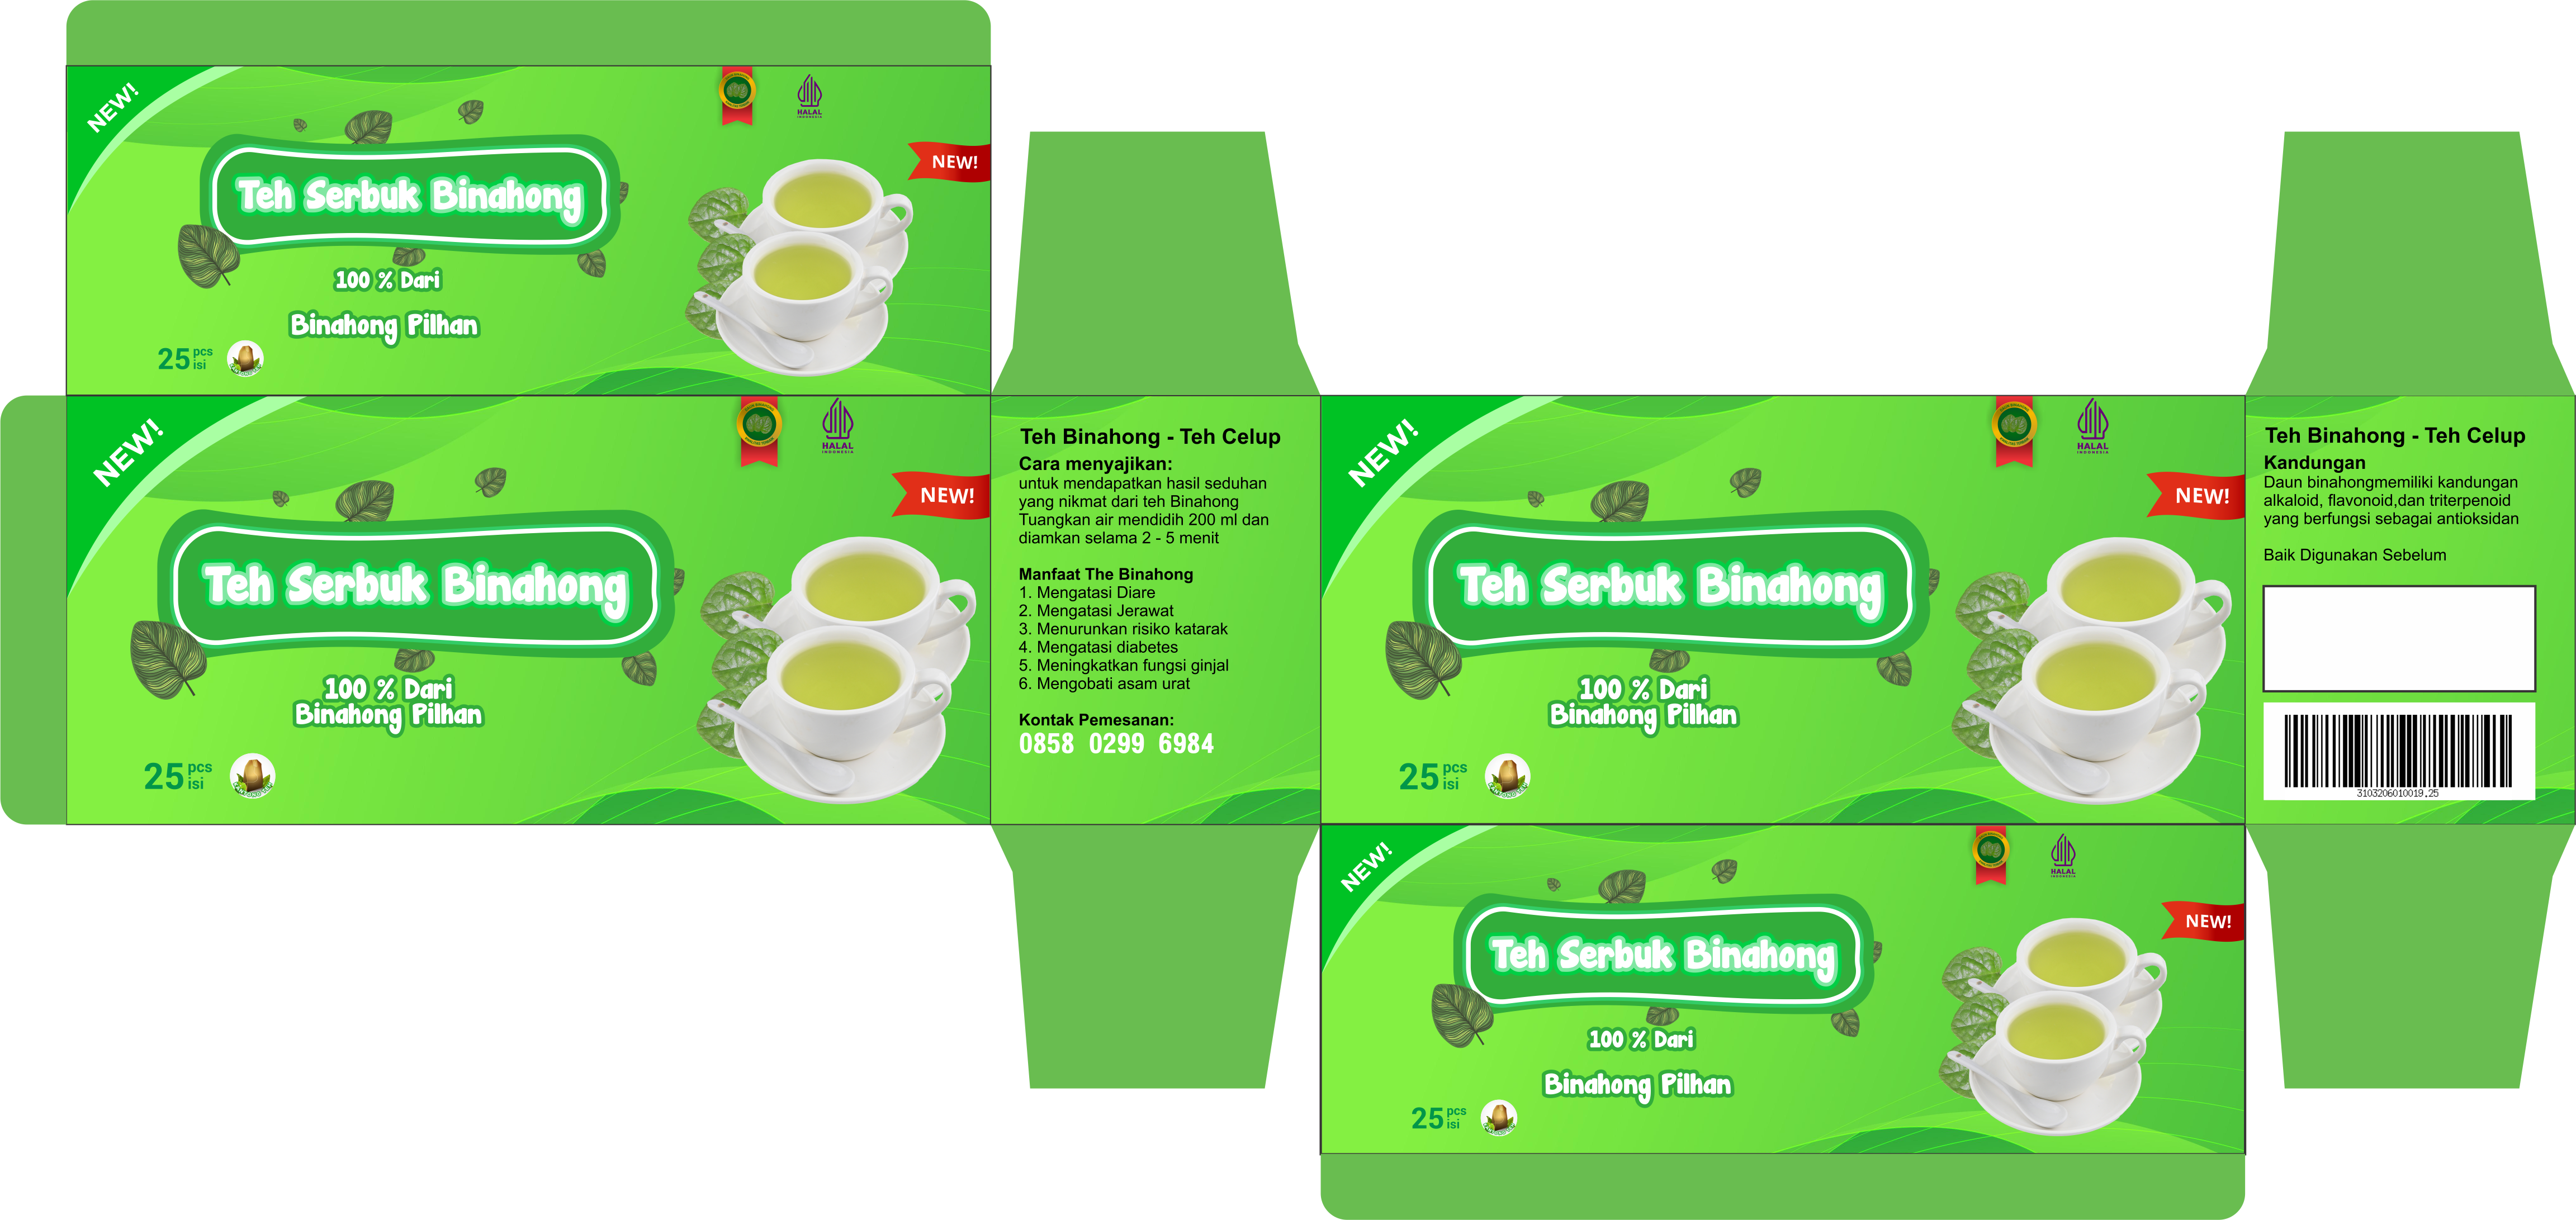 NEW!
HALAL
INDONESIA
NEW!
Teh Serbuk Binahong
100 % Dari
Binahong Pilhan
25 pcs
isi
NEW!
HALAL
INDONESIA
NEW!
Teh Serbuk Binahong
100 % Dari
Binahong Pilhan
25 pcs
isi
Teh Binahong - Teh Celup
Cara menyajikan:
untuk mendapatkan hasil seduhan
yang nikmat dari teh Binahong
Tuangkan air mendidih 200 ml dan
diamkan selama 2 - 5 menit
Manfaat The Binahong
1. Mengatasi Diare
2. Mengatasi Jerawat
3. Menurunkan risiko katarak
4. Mengatasi diabetes
5. Meningkatkan fungsi ginjal
6. Mengobati asam urat
Kontak Pemesanan:
0858 0299 6984
NEW!
HALAL
INDONESIA
NEW!
Teh Serbuk Binahong
100 % Dari
Binahong Pilhan
25 pcs
isi
Teh Binahong - Teh Celup
Kandungan
Daun binahongmemiliki kandungan
alkaloid, flavonoid,dan triterpenoid
yang berfungsi sebagai antioksidan
Baik Digunakan Sebelum
3103206010019.25
NEW!
HALAL
INDONESIA
NEW!
Teh Serbuk Binahong
100 % Dari
Binahong Pilhan
25 pcs
isi